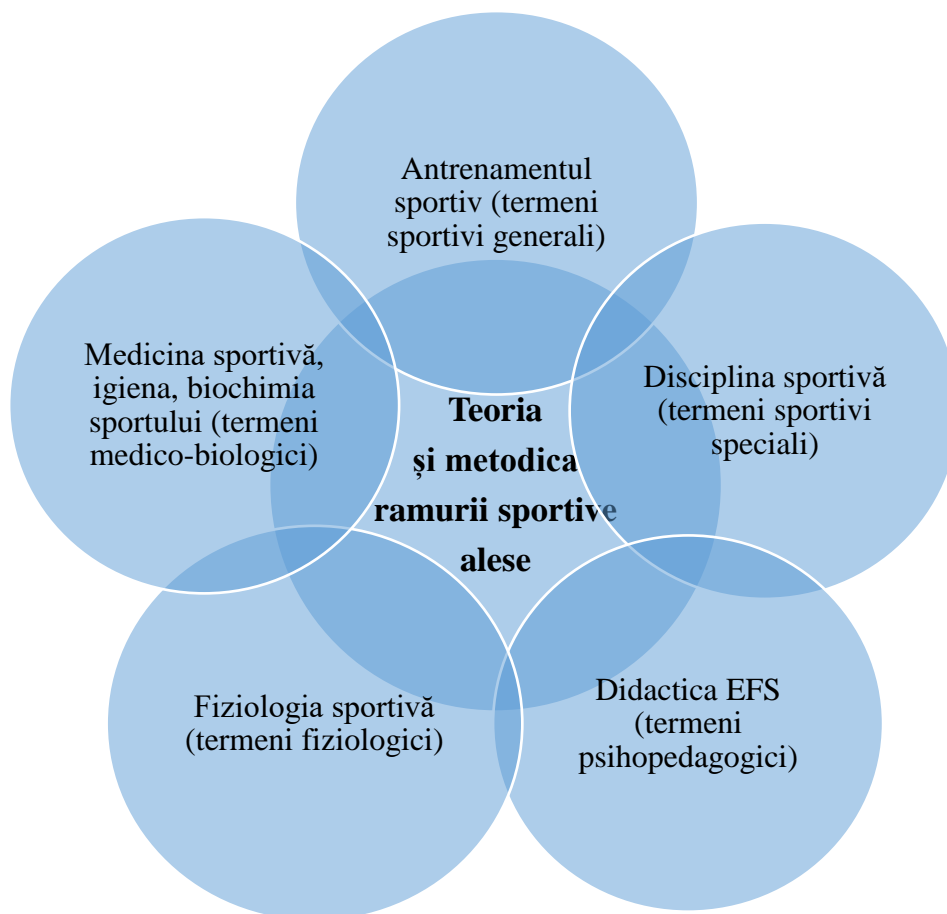 Antrenamentul
sportiv (termeni
sportivi generali)
Medicina sportivă,
igiena, biochimia
sportului (termeni
medico-biologici)
Disciplina sportivă
(termeni sportivi
speciali)
Teoria
și metodica
ramurii sportive
alese
Fiziologia sportivă
(termeni fiziologici)
Didactica EFS
(termeni
psihopedagogici)